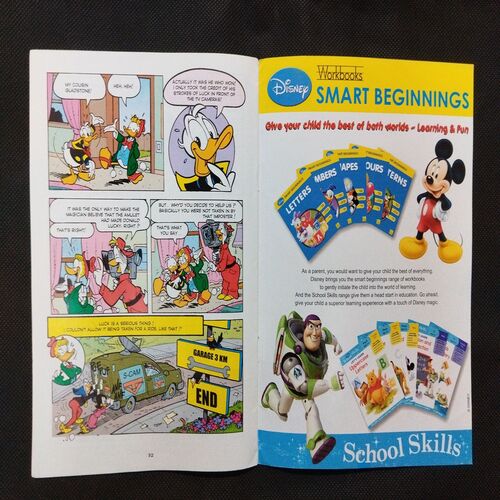 MY COUSIN
GLADSTONE!
HEH, HEH!
ACTUALLY IT WAS HE WHO WON!
I ONLY TOOK THE CREDIT OF HIS
STROKES OF LUCK IN FRONT OF
THE TV CAMERAS!
IT WAS THE ONLY WAY TO MAKE THE
MAGICIAN BELIEVE THAT THE AMULET
HAD MADE DONALD
LUCKY, RIGHT ?
THAT'S RIGHT!
BUT... WHY'D YOU DECIDE TO HELP US ?
BASICALLY YOU WERE NOT TAKEN IN BY
THAT IMPOSTER!
THAT'S WHAT
YOU SAY
LUCK IS A SERIOUS THING !
I COULDN'T ALLOW IT BEING TAKEN FOR A RIDE, LIKE THAT !"
S-CAM
GARAGE 3 KM
END
Disney
Workbooks
SMART BEGINNINGS
Give your child the best of both worlds - Learning & Fun
LETTERS
SHAPES
As a parent, you would want to give your child the best of everything.
Disney brings you the smart beginnings range of workbooks
to gently initiate the child into the world of learning.
And the School Skills range give them a head start in education. Go ahead,
give your child a superior learning experience with a touch of Disney magic.
Uppercase
Letters
School Skills